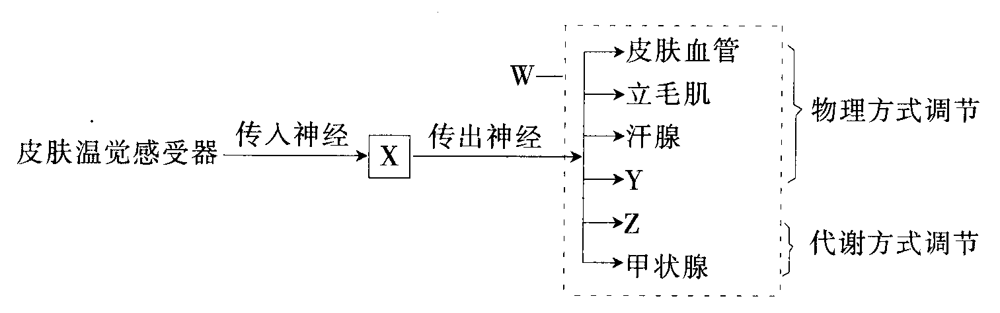 皮肤温觉感受器
传入神经
X
传出神经
W
皮肤血管
立毛肌
汗腺
Y
Z
甲状腺
物理方式调节
代谢方式调节